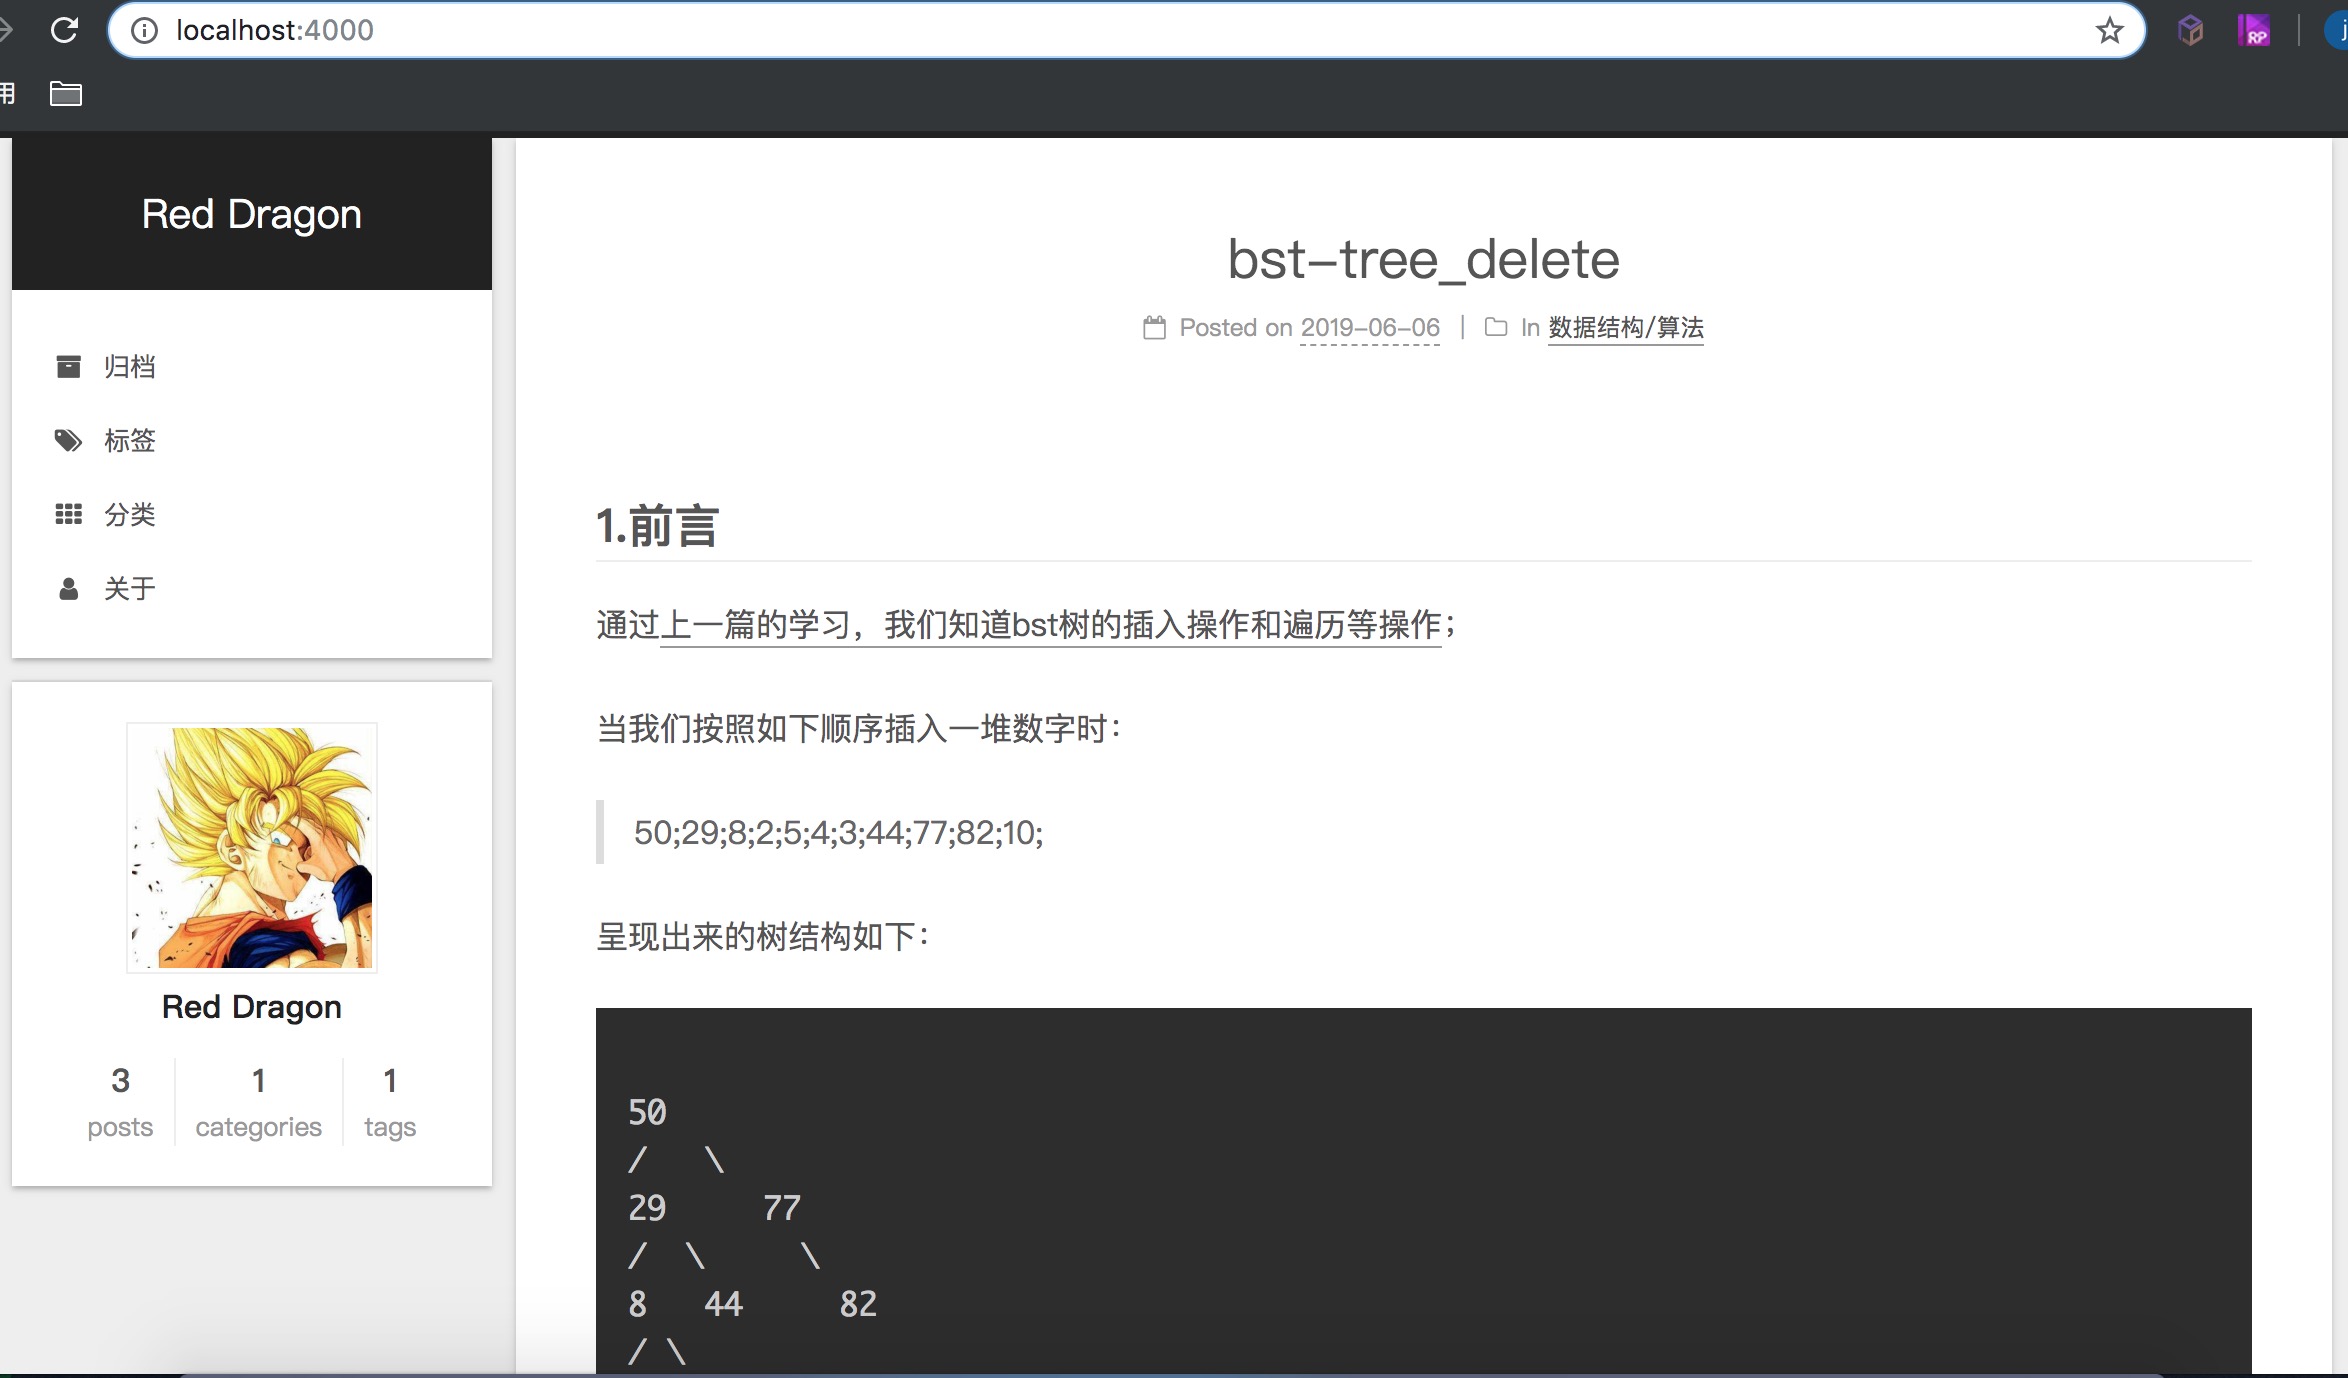 localhost:4000
RP
j
用
Red Dragon
归档
标签
分类
关于
Red Dragon
3 1 1
posts categories tags
bst-tree_delete
Posted on 2019-06-06 | In 数据结构/算法
1.前言
通过上一篇的学习，我们知道bst树的插入操作和遍历等操作；
当我们按照如下顺序插入一堆数字时：
50;29;8;2;5;4;3;44;77;82;10;
呈现出来的树结构如下：
50
/   \
29     77
/  \     \
8   44     82
/ \